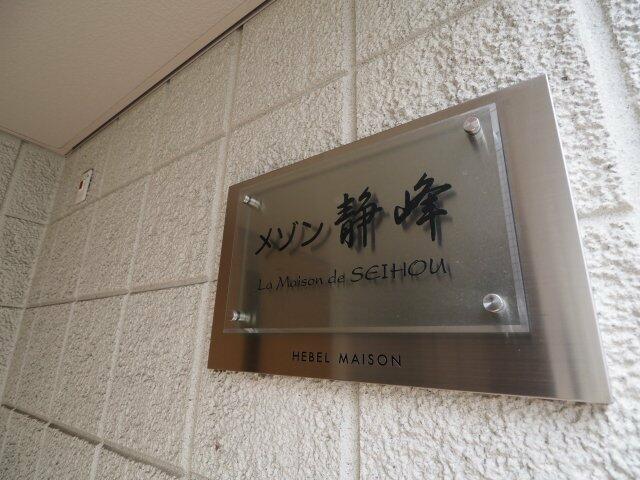 メゾン 静峰
La Maison de SEIHOU
HEBEL MAISON